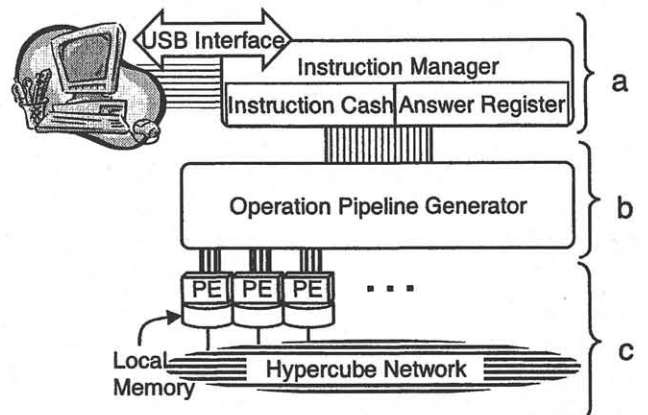 USB Interface
Instruction Manager
Instruction Cash
Answer Register
a
Operation Pipeline Generator
b
PE
PE
PE
...
c
Local
Memory
Hypercube Network